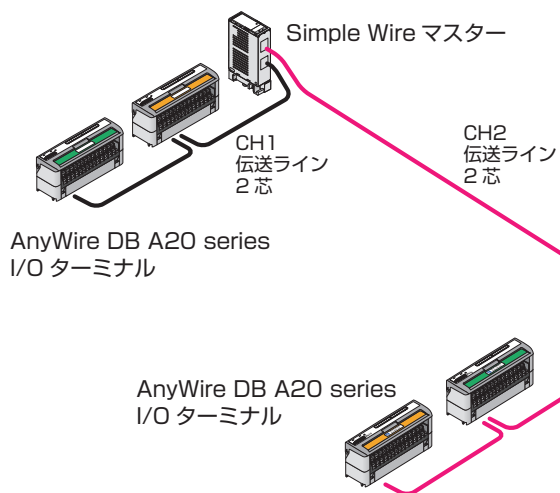 Simple Wire マスター
CH1
伝送ライン
2 芯
CH2
伝送ライン
2 芯
AnyWire DB A20 series
I/O ターミナル
AnyWire DB A20 series
I/O ターミナル